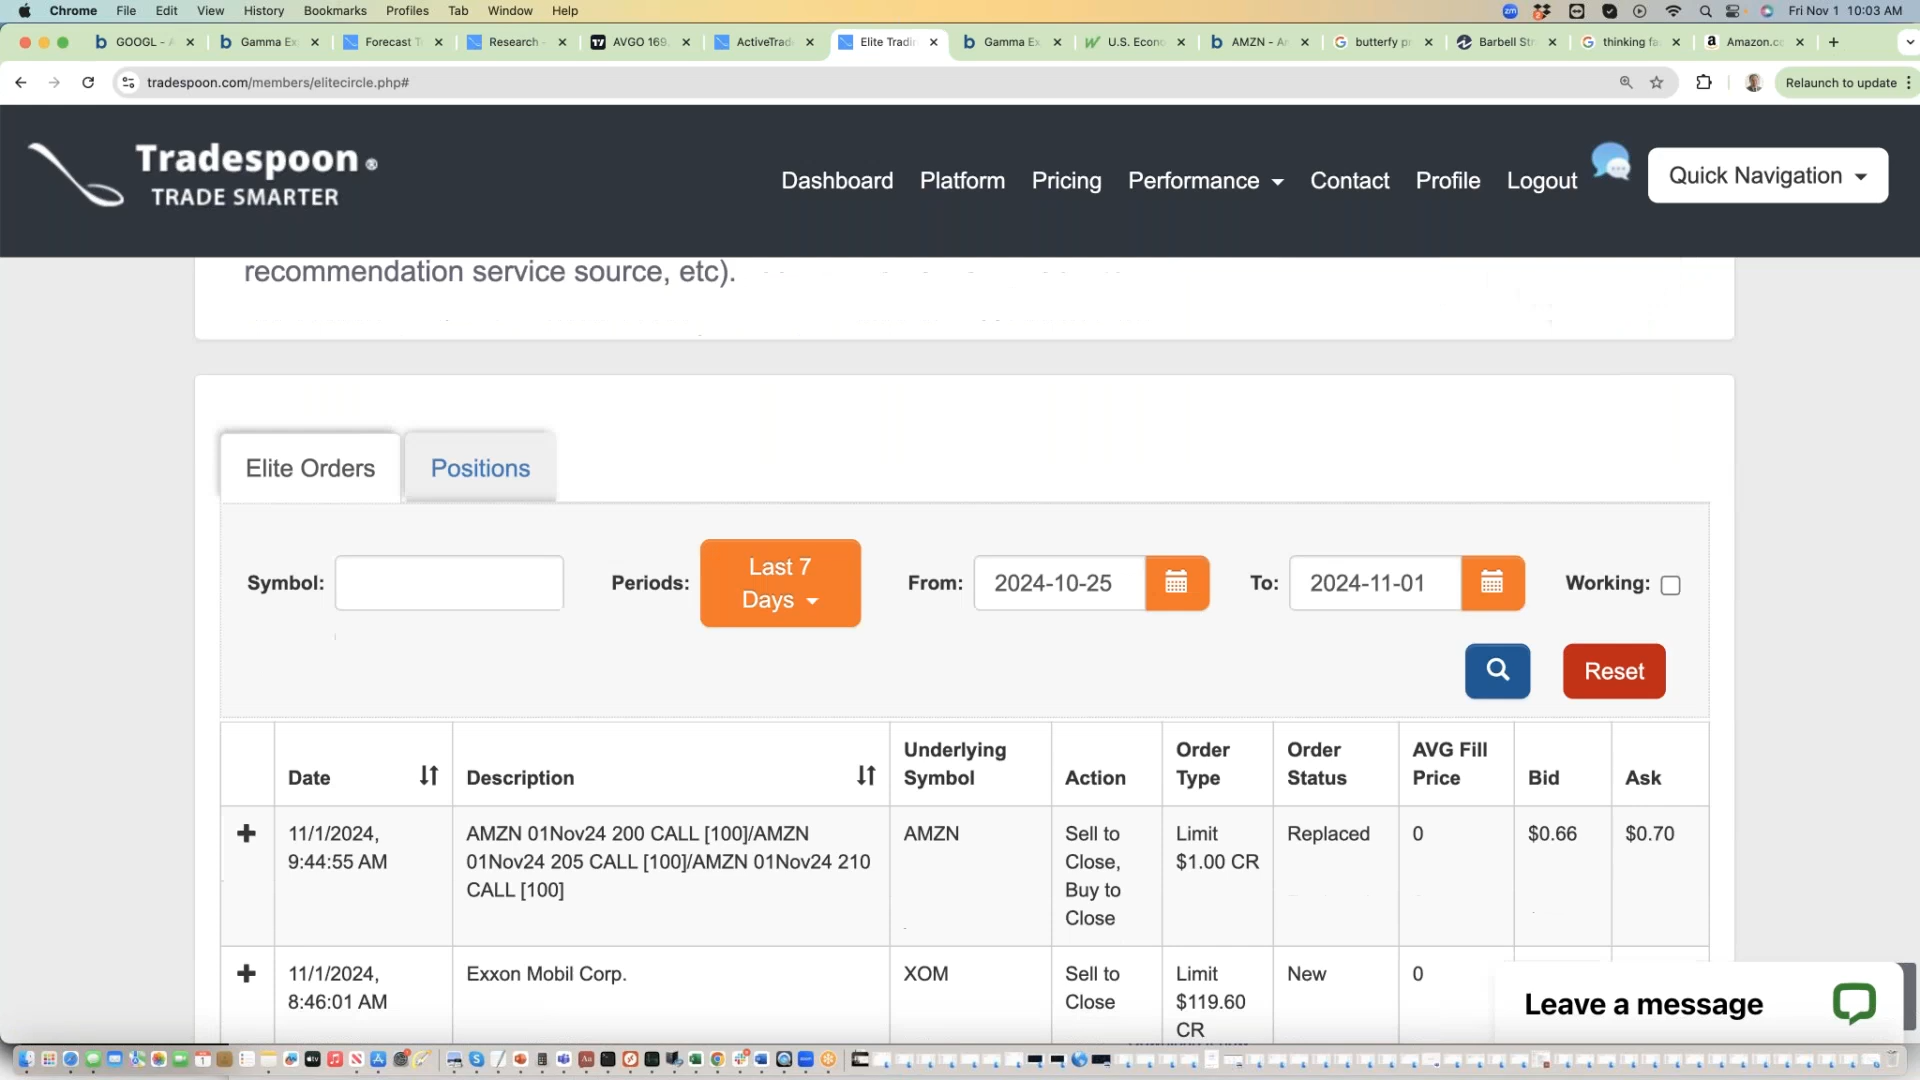 Chrome File Edit View History Bookmarks Profiles Tab Window Help Fri Nov 1 10:03 AM
GOOGL - Gamma Ex Forecast T Research - AVGO 169. ActiveTrad Elite Tradin Gamma Ex U.S. Econo AMZN - A butterfy p Barbell Str thinking fa Amazon.co
tradespoon.com/members/elitecircle.php# Relaunch to update
Tradespoon ®
TRADE SMARTER
Dashboard Platform Pricing Performance Contact Profile Logout Quick Navigation
recommendation service source, etc).
Elite Orders Positions
Symbol: Periods: Last 7 Days From: 2024-10-25 To: 2024-11-01 Working:
Reset
Date Description Underlying Symbol Action Order Type Order Status AVG Fill Price Bid Ask
11/1/2024, 9:44:55 AM AMZN 01Nov24 200 CALL [100]/AMZN 01Nov24 205 CALL [100]/AMZN 01Nov24 210 CALL [100] AMZN Sell to Close, Buy to Close Limit $1.00 CR Replaced 0 $0.66 $0.70
11/1/2024, 8:46:01 AM Exxon Mobil Corp. XOM Sell to Close Limit $119.60 CR New 0
Leave a message